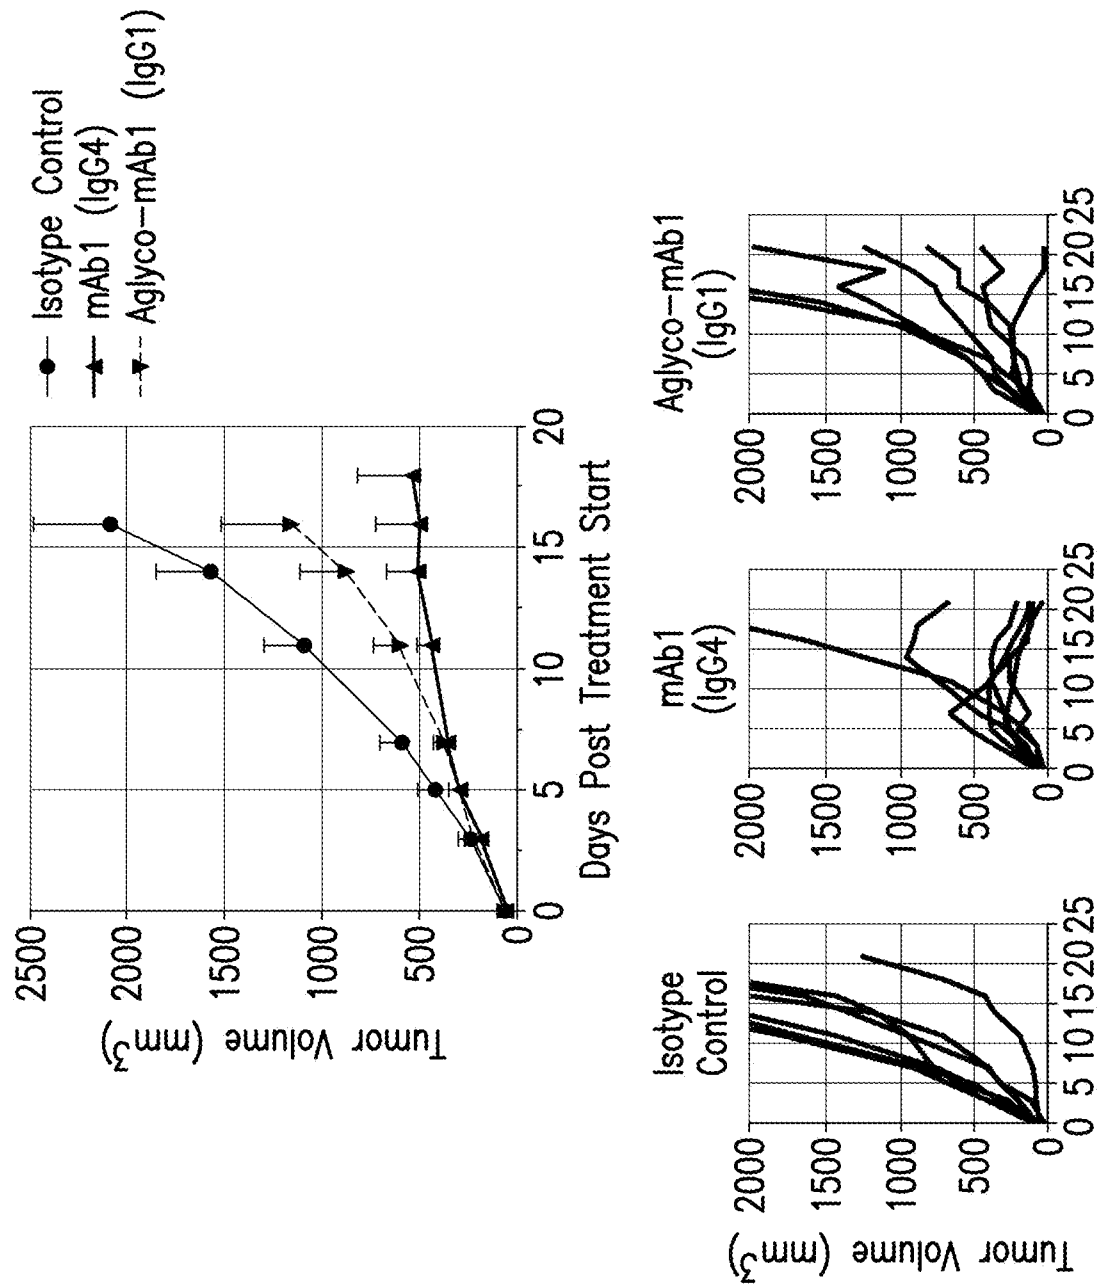 Isotype Control
mAb1 (IgG4)
Aglyco-mAb1 (IgG1)
Tumor Volume (mm3)
2500
2000
1500
1000
500
0
0 5 10 15 20
Days Post Treatment Start
Tumor Volume (mm3)
Isotype
Control
2000
1500
1000
500
0
0 5 10 15 20 25
mAb1
(IgG4)
2000
1500
1000
500
0
0 5 10 15 20 25
Aglyco-mAb1
(IgG1)
2000
1500
1000
500
0
0 5 10 15 20 25